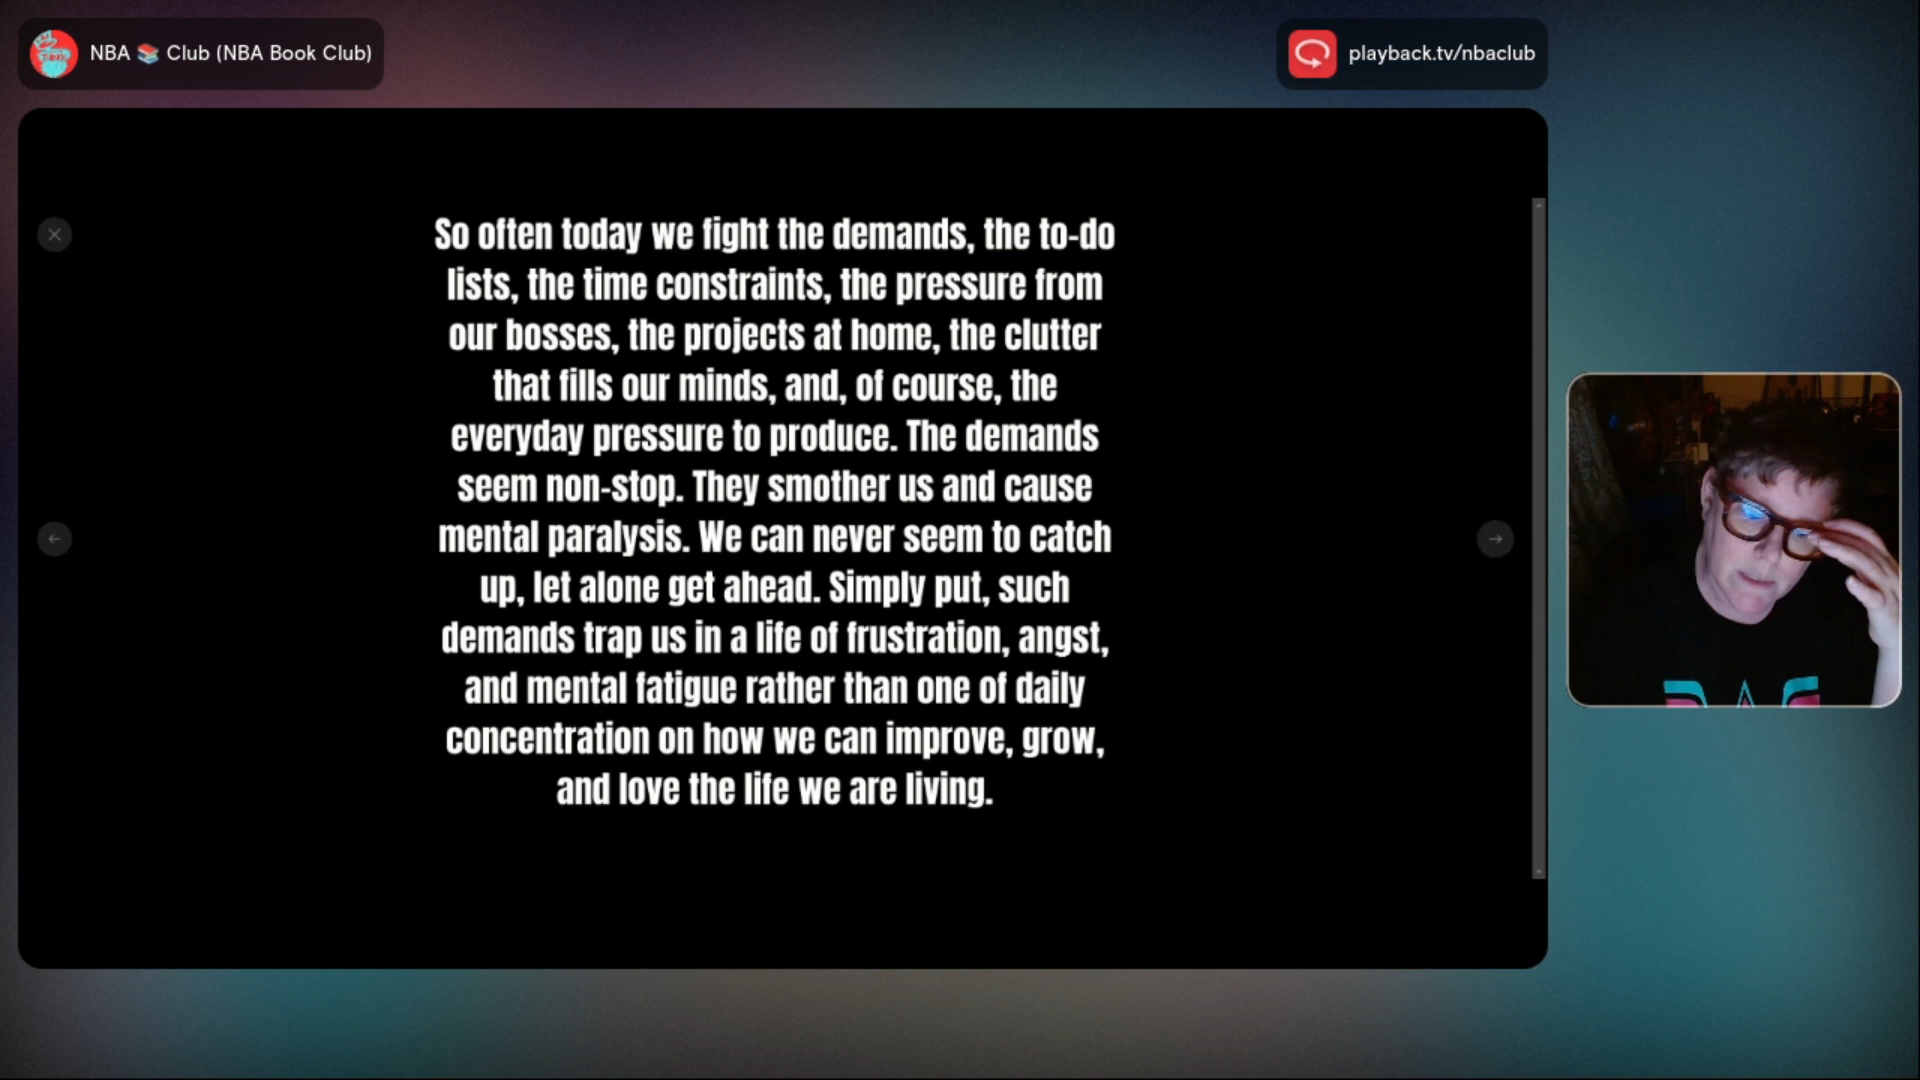 NBA 📚 Club (NBA Book Club)
playback.tv/nbaclub
So often today we fight the demands, the to-do
lists, the time constraints, the pressure from
our bosses, the projects at home, the clutter
that fills our minds, and, of course, the
everyday pressure to produce. The demands
seem non-stop. They smother us and cause
mental paralysis. We can never seem to catch
up, let alone get ahead. Simply put, such
demands trap us in a life of frustration, angst,
and mental fatigue rather than one of daily
concentration on how we can improve, grow,
and love the life we are living.